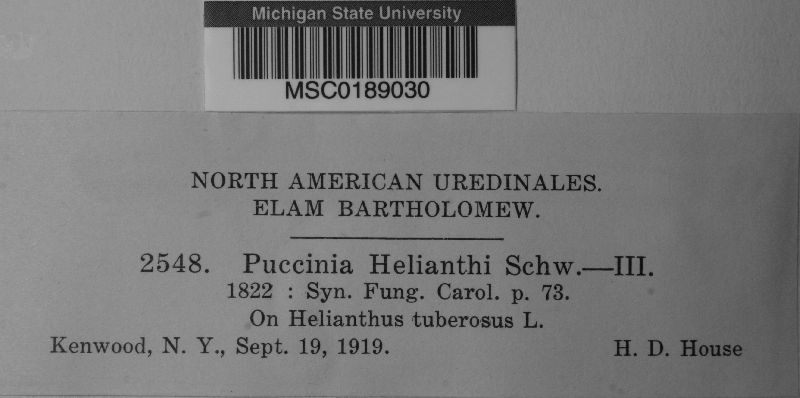 Michigan State University
MSC0189030
NORTH AMERICAN UREDINALES.
ELAM BARTHOLOMEW.
2548. Puccinia Helianthi Schw.—III.
1822 : Syn. Fung. Carol. p. 73.
On Helianthus tuberosus L.
Kenwood, N. Y., Sept. 19, 1919. H. D. House